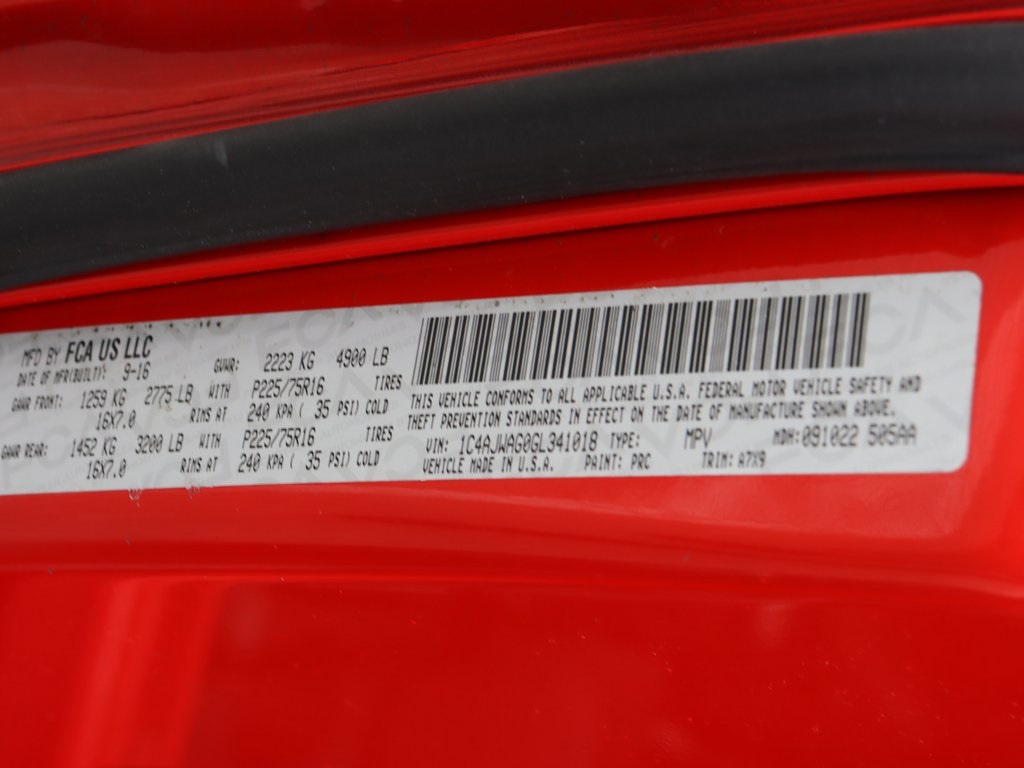 MFD BY FCA US LLC
DATE OF MFR(BUILT): 9-16 GVWR: 2223 KG 4900 LB
GAWR FRONT: 1259 KG 2775 LB WITH P225/75R16 TIRES
16X7.0 RIMS AT 240 KPA ( 35 PSI) COLD
GAWR REAR: 1452 KG 3200 LB WITH P225/75R16 TIRES
16X7.0 RIMS AT 240 KPA ( 35 PSI) COLD
THIS VEHICLE CONFORMS TO ALL APPLICABLE U.S.A. FEDERAL MOTOR VEHICLE SAFETY AND
THEFT PREVENTION STANDARDS IN EFFECT ON THE DATE OF MANUFACTURE SHOWN ABOVE.
VIN: 1C4AJWAG0GL341018 TYPE: MPV MDH:091022 505AA
VEHICLE MADE IN U.S.A. PAINT: PRC TRIM: A7X9